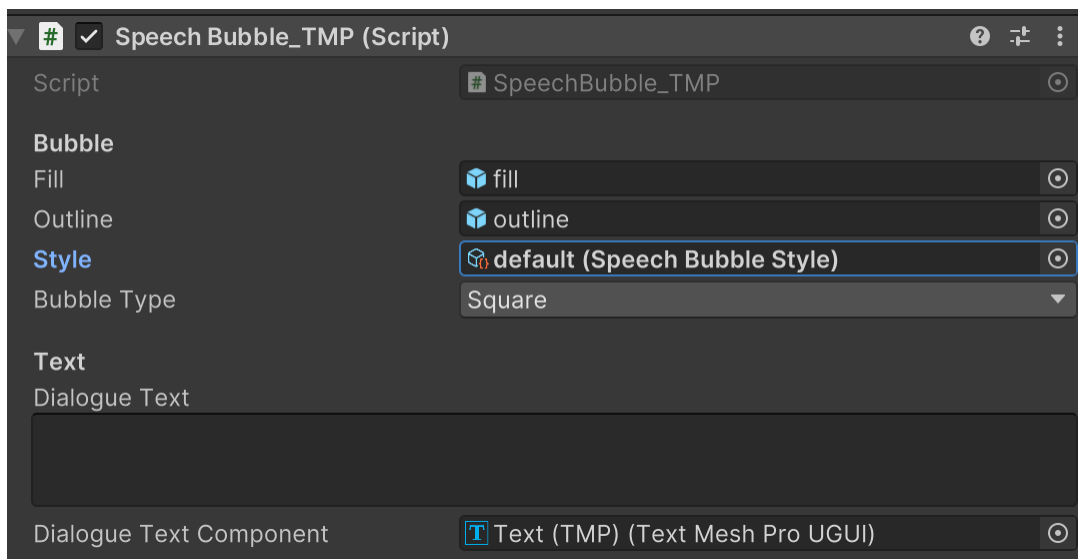 Speech Bubble_TMP (Script)
Script SpeechBubble_TMP
Bubble
Fill fill
Outline outline
Style default (Speech Bubble Style)
Bubble Type Square
Text
Dialogue Text
Dialogue Text Component Text (TMP) (Text Mesh Pro UGUI)